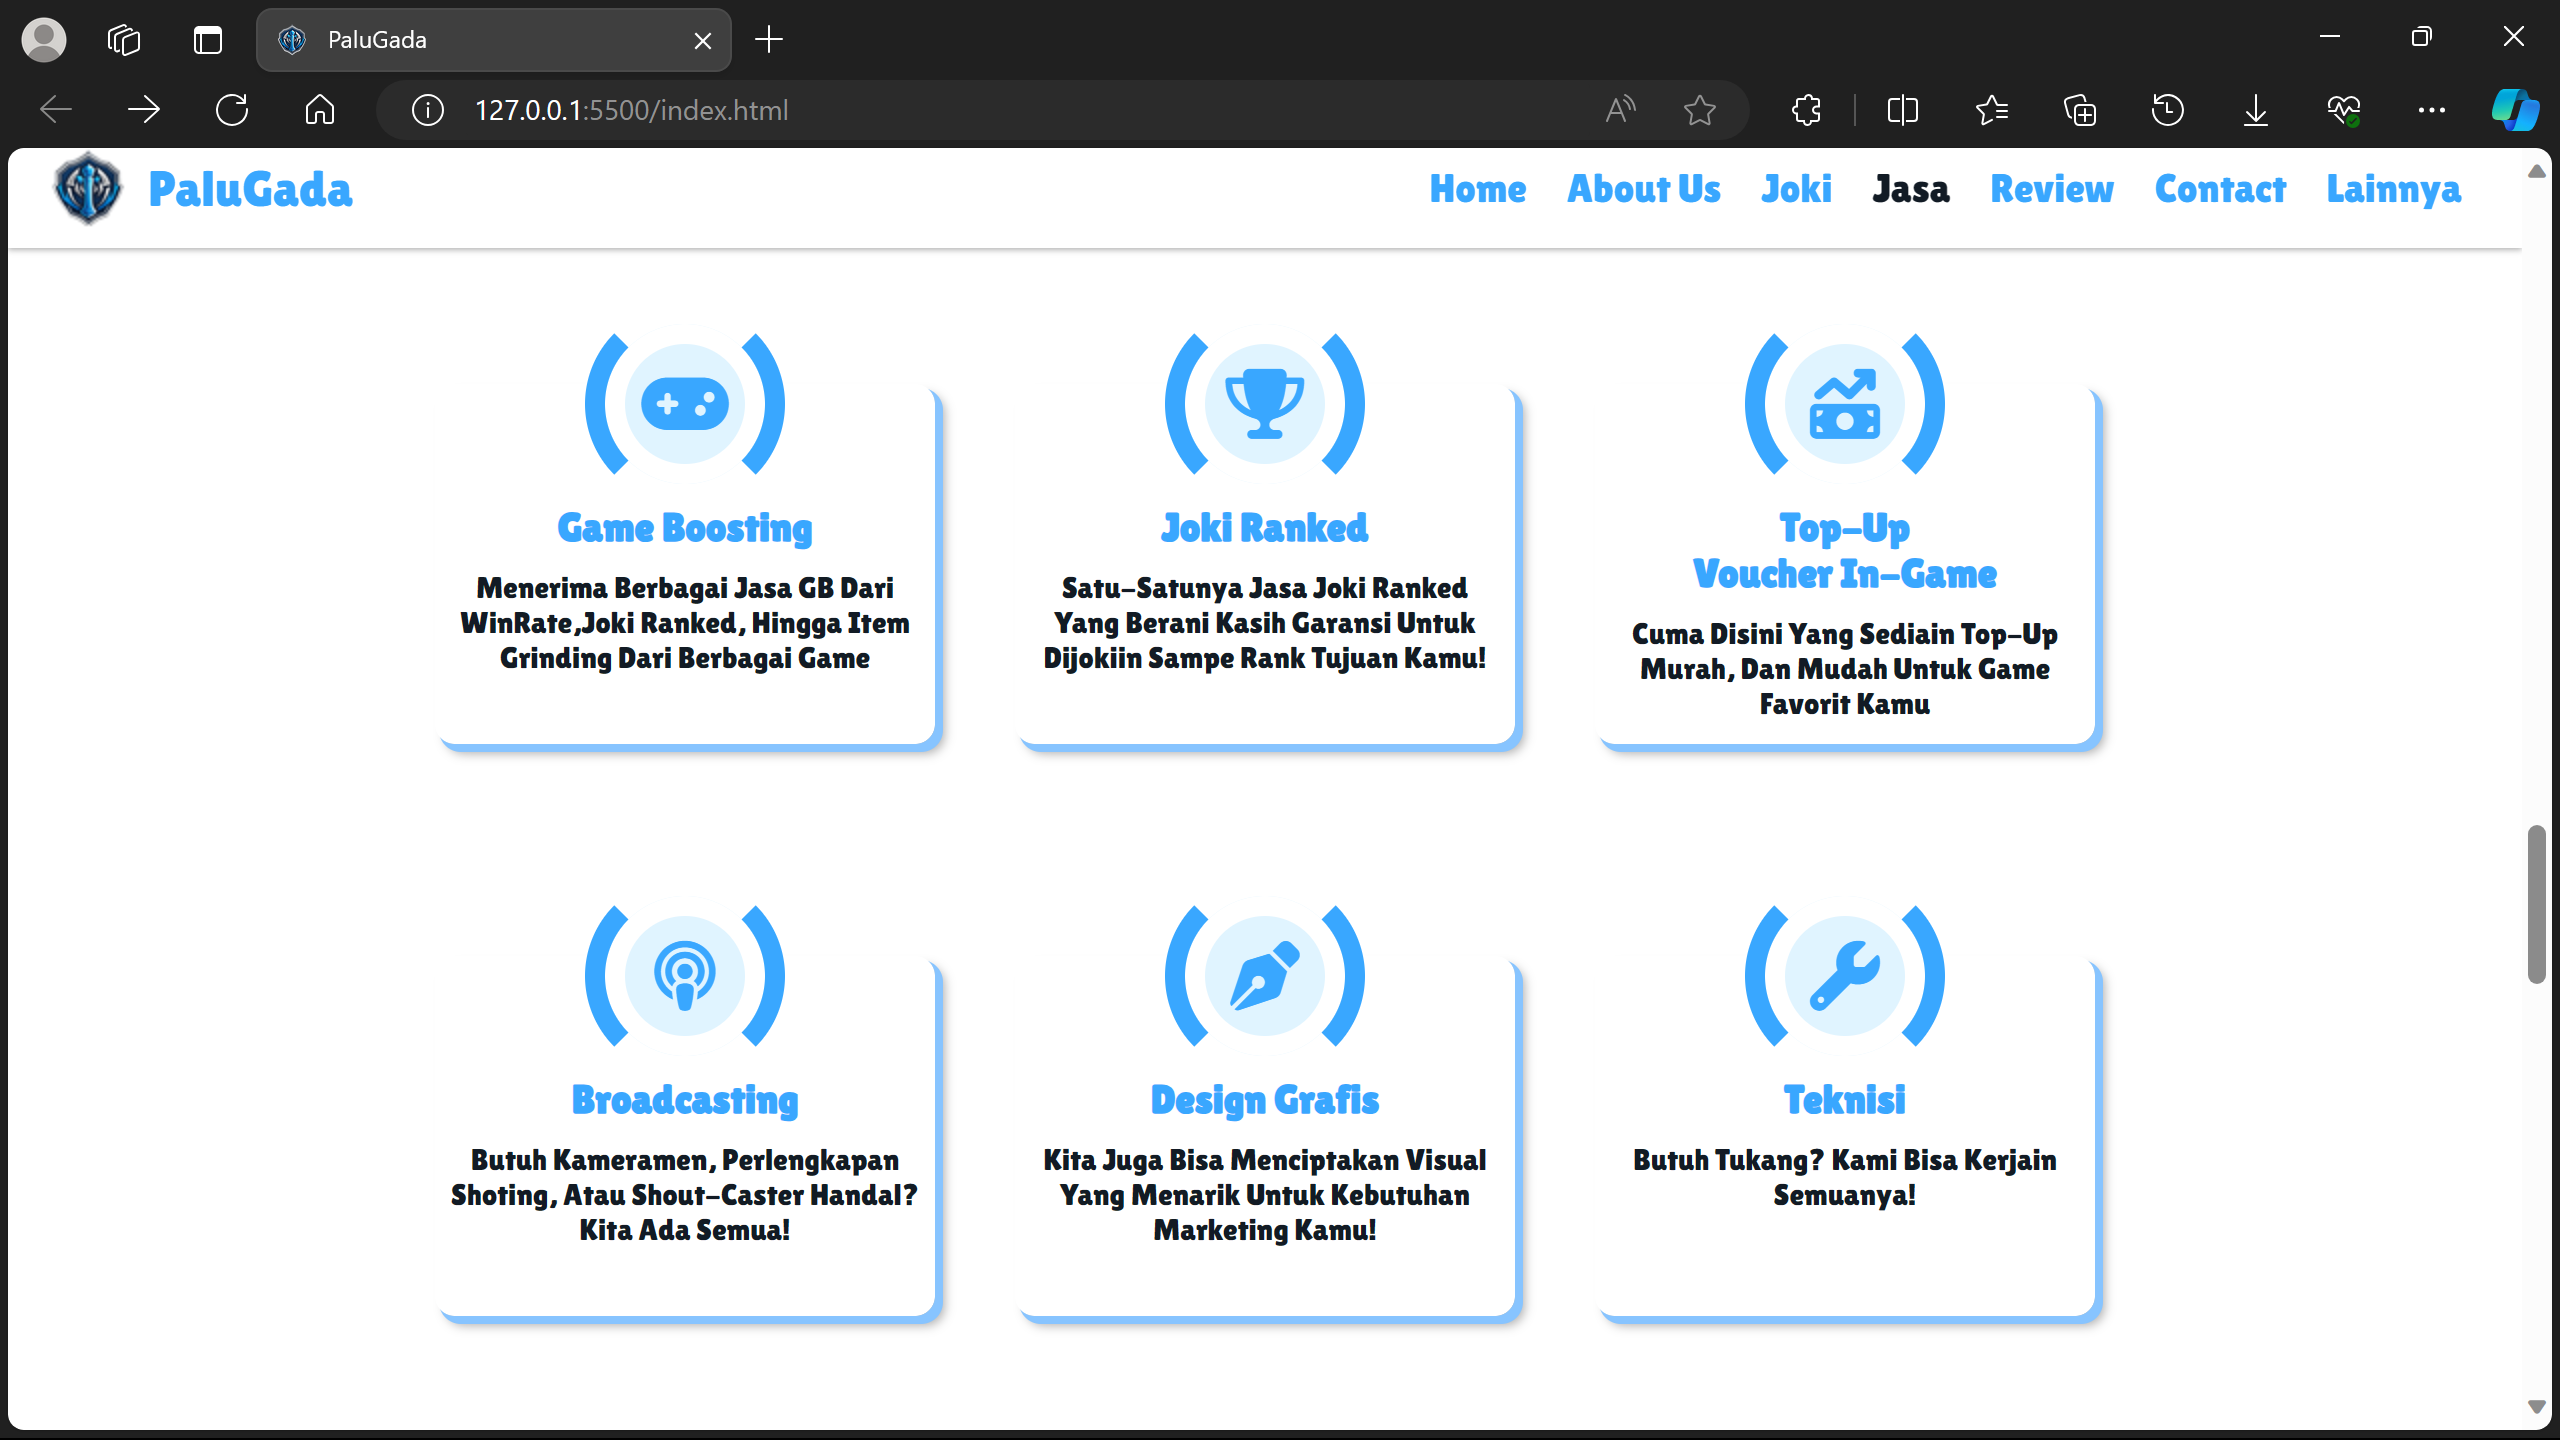 PaluGada
127.0.0.1:5500/index.html
PaluGada
Home About Us Joki Jasa Review Contact Lainnya
Game Boosting
Menerima Berbagai Jasa GB Dari
WinRate,Joki Ranked, Hingga Item
Grinding Dari Berbagai Game
Joki Ranked
Satu-Satunya Jasa Joki Ranked
Yang Berani Kasih Garansi Untuk
Dijokiin Sampe Rank Tujuan Kamu!
Top-Up
Voucher In-Game
Cuma Disini Yang Sediain Top-Up
Murah, Dan Mudah Untuk Game
Favorit Kamu
Broadcasting
Butuh Kameramen, Perlengkapan
Shoting, Atau Shout-Caster Handal?
Kita Ada Semua!
Design Grafis
Kita Juga Bisa Menciptakan Visual
Yang Menarik Untuk Kebutuhan
Marketing Kamu!
Teknisi
Butuh Tukang? Kami Bisa Kerjain
Semuanya!